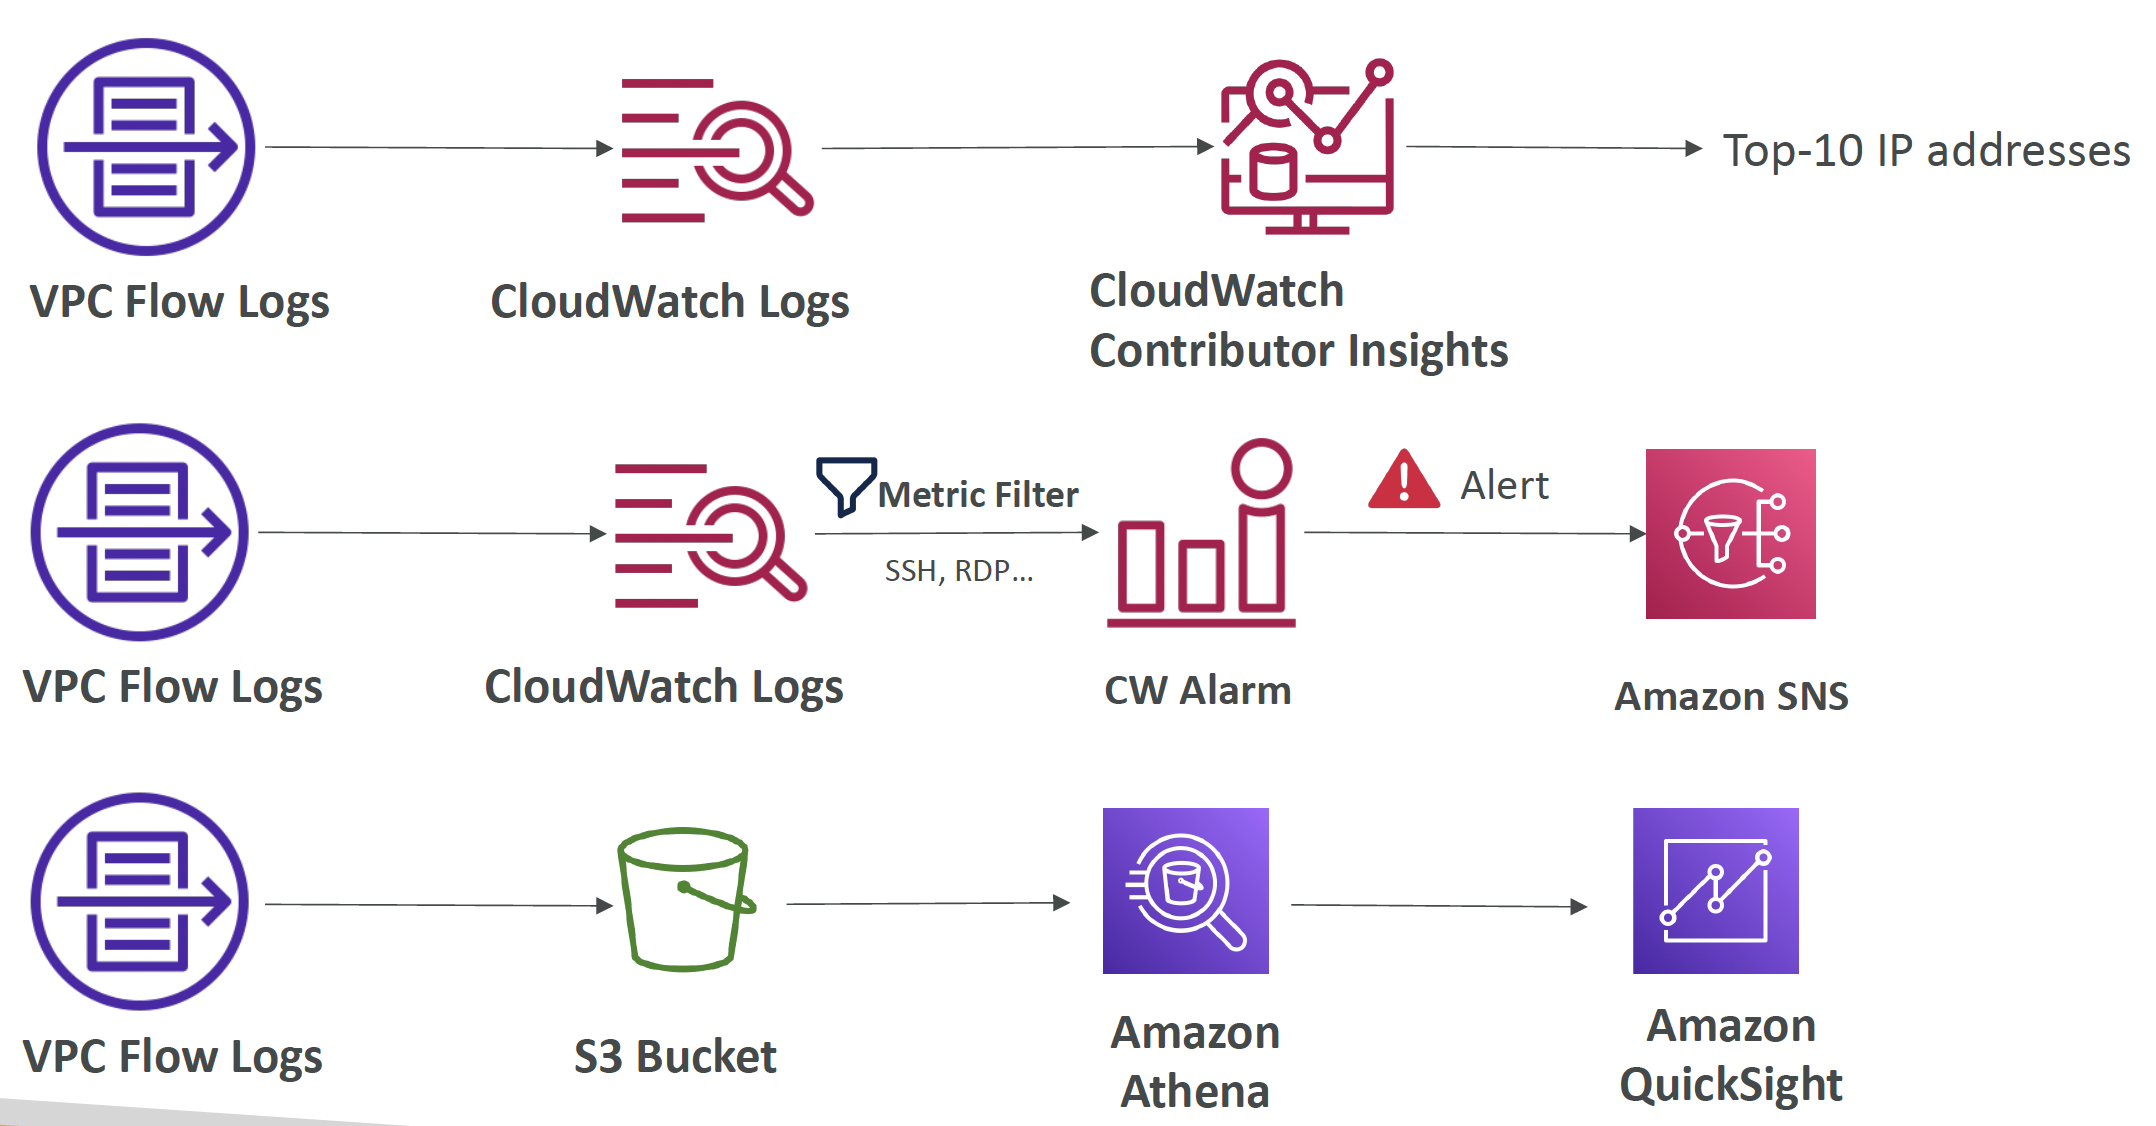 Top-10 IP addresses
VPC Flow Logs
CloudWatch Logs
CloudWatch
Contributor Insights
Metric Filter
SSH, RDP...
Alert
VPC Flow Logs
CloudWatch Logs
CW Alarm
Amazon SNS
VPC Flow Logs
S3 Bucket
Amazon
Athena
Amazon
QuickSight